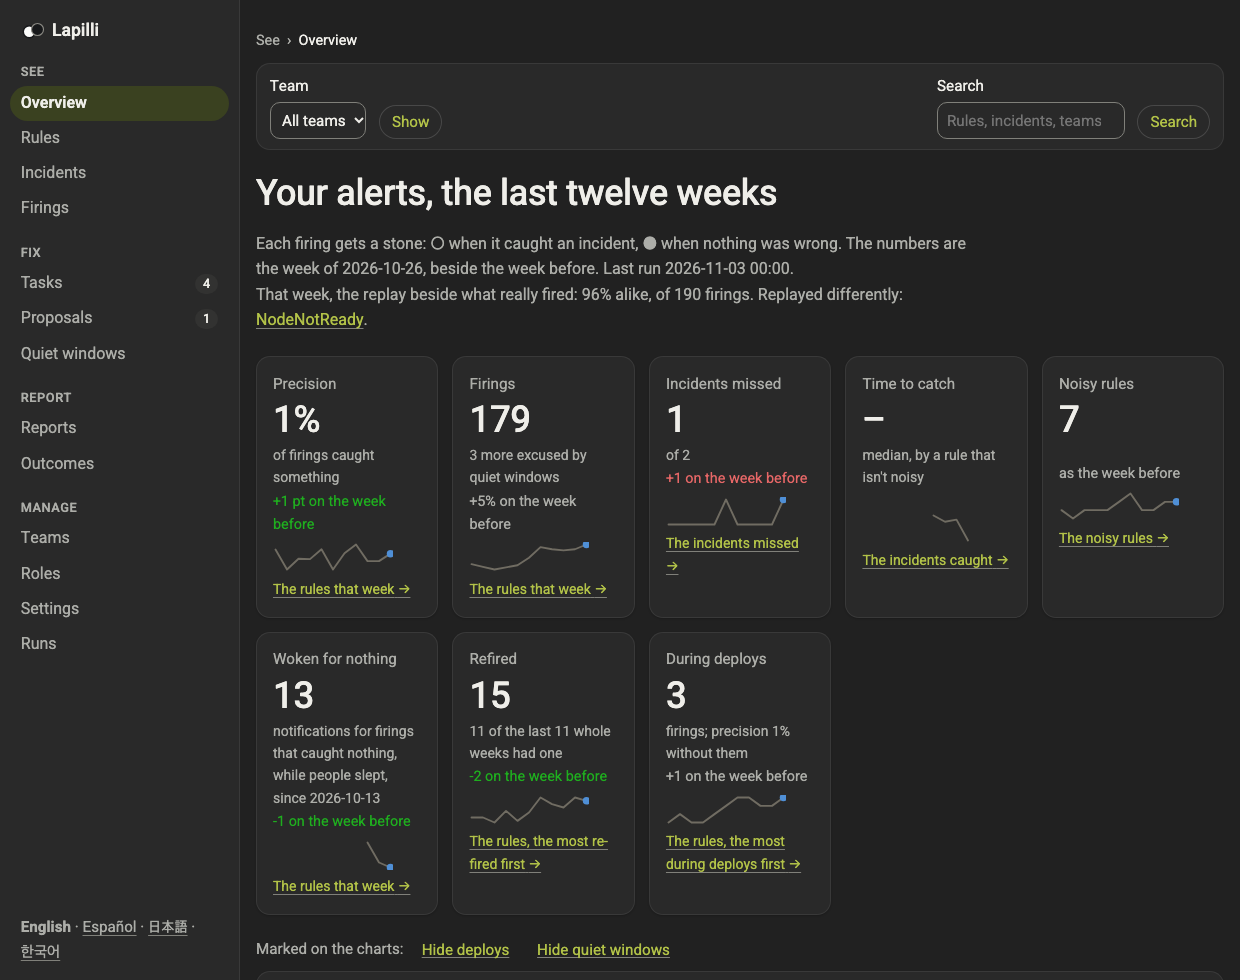 Lapilli
SEE
Overview
Rules
Incidents
Firings
FIX
Tasks 4
Proposals 1
Quiet windows
REPORT
Reports
Outcomes
MANAGE
Teams
Roles
Settings
Runs
English · Español · 日本語 ·
한국어
See › Overview
Team
All teams
Show
Search
Rules, incidents, teams
Search
Your alerts, the last twelve weeks
Each firing gets a stone: ○ when it caught an incident, ● when nothing was wrong. The numbers are
the week of 2026-10-26, beside the week before. Last run 2026-11-03 00:00.
That week, the replay beside what really fired: 96% alike, of 190 firings. Replayed differently:
NodeNotReady.
Precision
1%
of firings caught
something
+1 pt on the week
before
The rules that week →
Firings
179
3 more excused by
quiet windows
+5% on the week
before
The rules that week →
Incidents missed
1
of 2
+1 on the week before
The incidents missed
→
Time to catch
–
median, by a rule that
isn't noisy
The incidents caught →
Noisy rules
7
as the week before
The noisy rules →
Woken for nothing
13
notifications for firings
that caught nothing,
while people slept,
since 2026-10-13
-1 on the week before
The rules that week →
Refired
15
11 of the last 11 whole
weeks had one
-2 on the week before
The rules, the most re-
fired first →
During deploys
3
firings; precision 1%
without them
+1 on the week before
The rules, the most
during deploys first →
Marked on the charts: Hide deploys Hide quiet windows